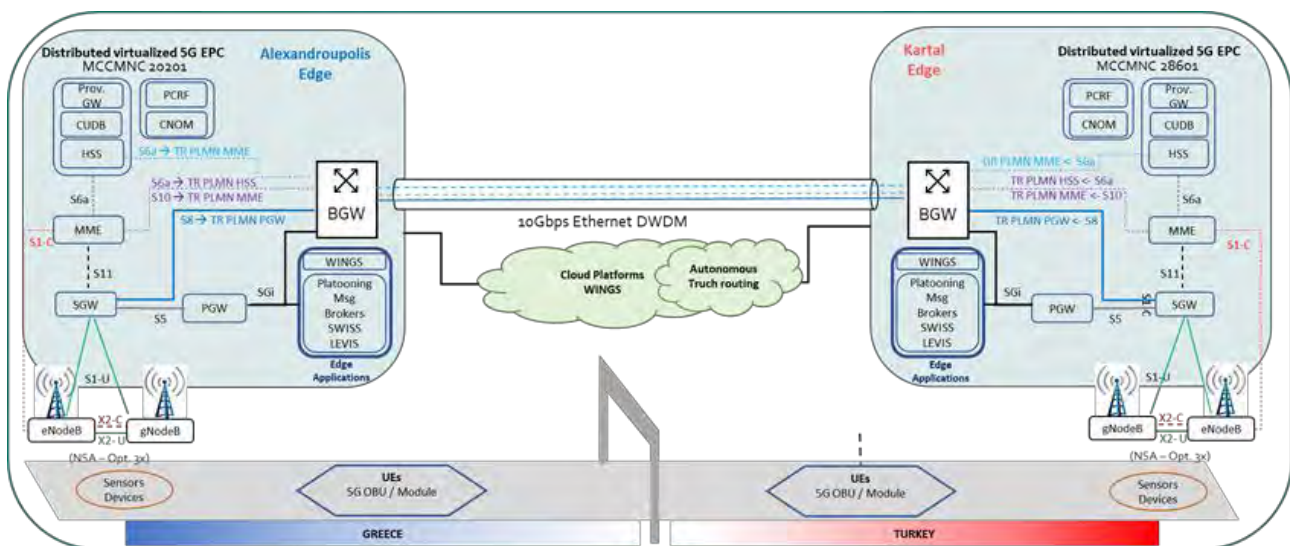 Distributed virtualized 5G EPC
MCCMNC 20201
Alexandroupolis
Edge
Prov.
GW
CUDB
HSS
PCRF
CNOM
S6a → TR PLMN MME
S6a → TR PLMN HSS
S10 → TR PLMN MME
S8 → TR PLMN PGW
S6a
MME
S1-C
S11
SGW
S5
PGW
SGi
BGW
WINGS
Platooning
Msg
Brokers
SWISS
LEVIS
Edge
Applications
S1-U
eNodeB
gNodeB
X2-C
X2- U
(NSA – Opt. 3x)
10Gbps Ethernet DWDM
Cloud Platforms
WINGS
Autonomous
Truch routing
Kartal
Edge
Distributed virtualized 5G EPC
MCCMNC 28601
PCRF
CNOM
Prov.
GW
CUDB
HSS
PLMN MME <- S6a
TR PLMN HSS <- S6a
TR PLMN MME <- S10
TR PLMN PGW <- S8
S6a
MME
S1-C
S11
S1-C
SGW
S5
PGW
SGi
BGW
WINGS
Platooning
Msg
Brokers
SWISS
LEVIS
Edge
Applications
S1-U
gNodeB
eNodeB
X2-C
X2- U
(NSA – Opt. 3x)
Sensors
Devices
UEs
5G OBU / Module
UEs
5G OBU / Module
Sensors
Devices
GREECE
TURKEY